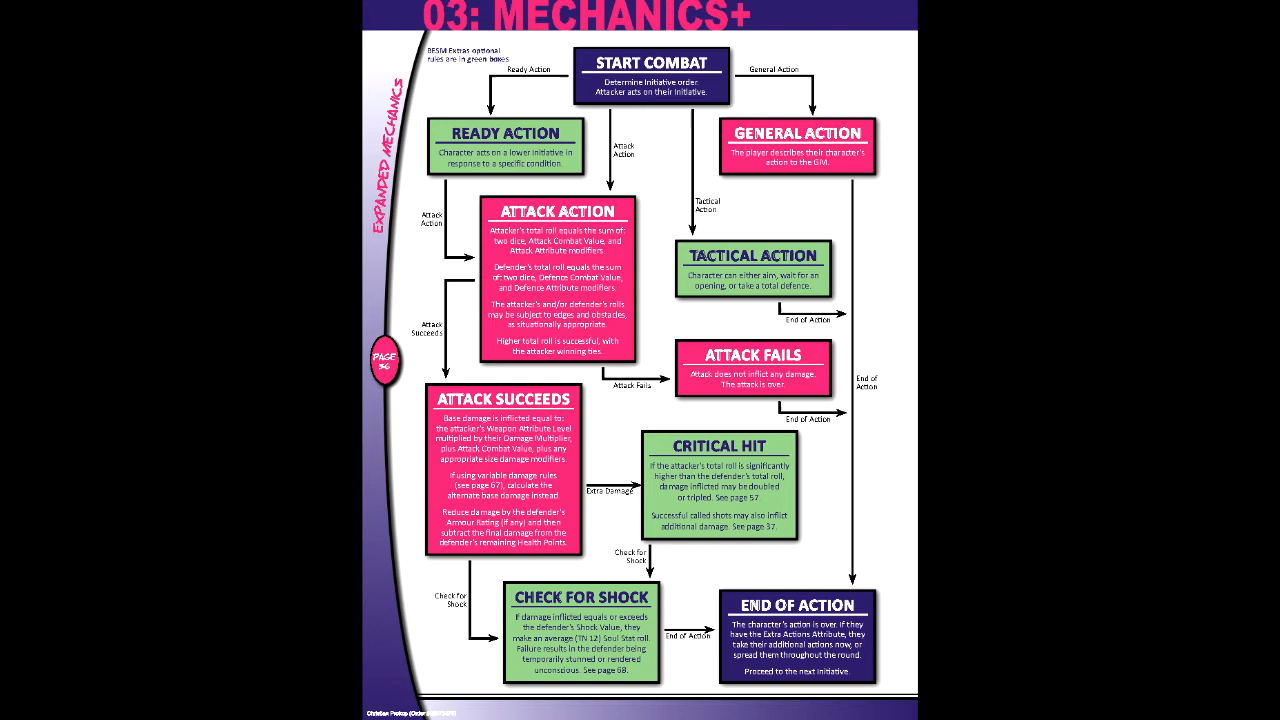 03: MECHANICS+
BESM Extras optional
rules are in green boxes
EXPANDED MECHANICS
PAGE
36
START COMBAT
Determine Initiative order.
Attacker acts on their Initiative.
Ready Action
General Action
READY ACTION
Character acts on a lower Initiative in
response to a specific condition.
Attack
Action
GENERAL ACTION
The player describes their character's
action to the GM.
Attack
Action
Tactical
Action
ATTACK ACTION
Attacker's total roll equals the sum of:
two dice, Attack Combat Value, and
Attack Attribute modifiers.
Defender's total roll equals the sum
of: two dice, Defence Combat Value,
and Defence Attribute modifiers.
The attacker's and/or defender's rolls
may be subject to edges and obstacles,
as situationally appropriate.
Higher total roll is successful, with
the attacker winning ties.
TACTICAL ACTION
Character can either aim, wait for an
opening, or take a total defence.
End of Action
Attack
Succeeds
Attack Fails
ATTACK FAILS
Attack does not inflict any damage.
The attack is over.
End of Action
End of
Action
ATTACK SUCCEEDS
Base damage is inflicted equal to:
the attacker's Weapon Attribute Level
multiplied by their Damage Multiplier,
plus Attack Combat Value, plus any
appropriate size damage modifiers.
If using variable damage rules
(see page 67), calculate the
alternate base damage instead.
Reduce damage by the defender's
Armour Rating (if any) and then
subtract the final damage from the
defender's remaining Health Points.
Extra Damage
CRITICAL HIT
If the attacker's total roll is significantly
higher than the defender's total roll,
damage inflicted may be doubled
or tripled. See page 57.
Successful called shots may also inflict
additional damage. See page 37.
Check for
Shock
Check for
Shock
CHECK FOR SHOCK
If damage inflicted equals or exceeds
the defender's Shock Value, they
make an average (TN 12) Soul Stat roll.
Failure results in the defender being
temporarily stunned or rendered
unconscious. See page 68.
End of Action
END OF ACTION
The character's action is over. If they
have the Extra Actions Attribute, they
take their additional actions now, or
spread them throughout the round.
Proceed to the next Initiative.
Christian Prokop (Order